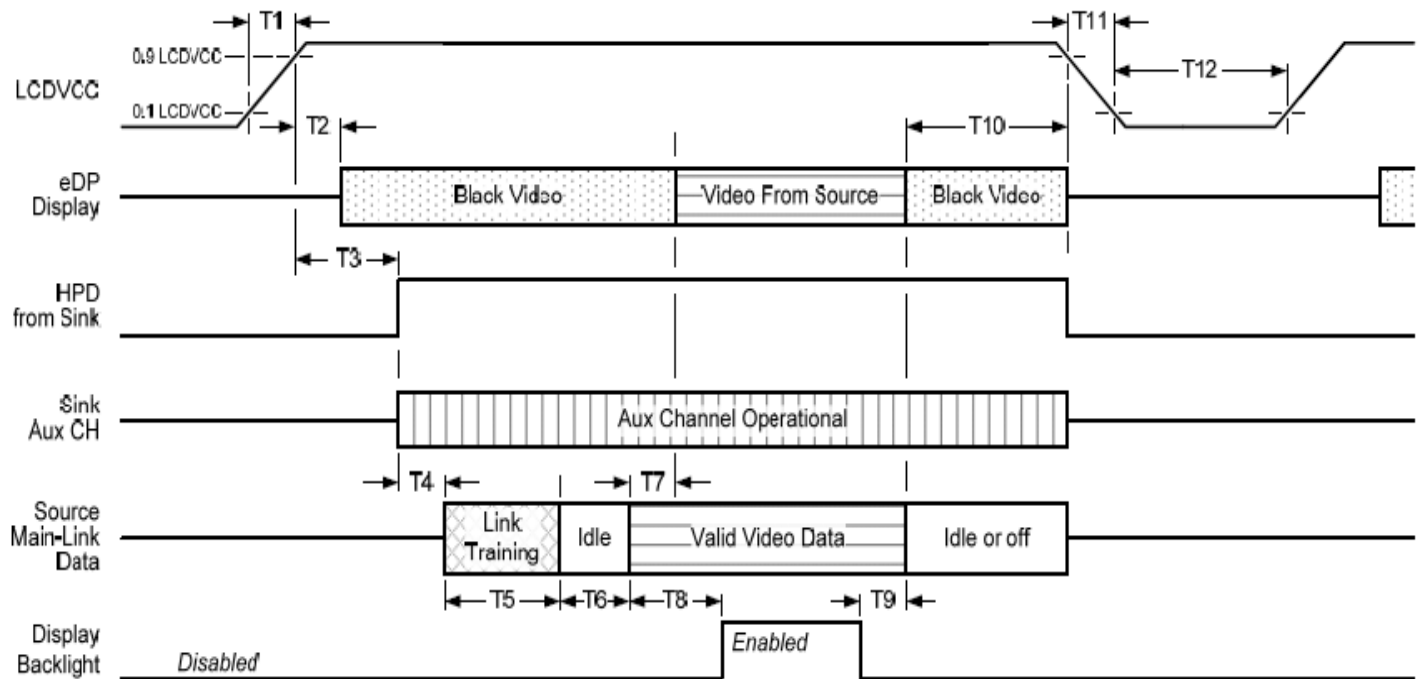 T1
T11
0.9 LCDVCC
T12
LCDVCC
0.1 LCDVCC
T2
T10
eDP
Display
Black Video
Video From Source
Black Video
T3
HPD
from Sink
Sink
Aux CH
Aux Channel Operational
T4
T7
Source
Main-Link
Data
Link
Training
Idle
Valid Video Data
Idle or off
T5
T6
T8
T9
Display
Backlight
Disabled
Enabled